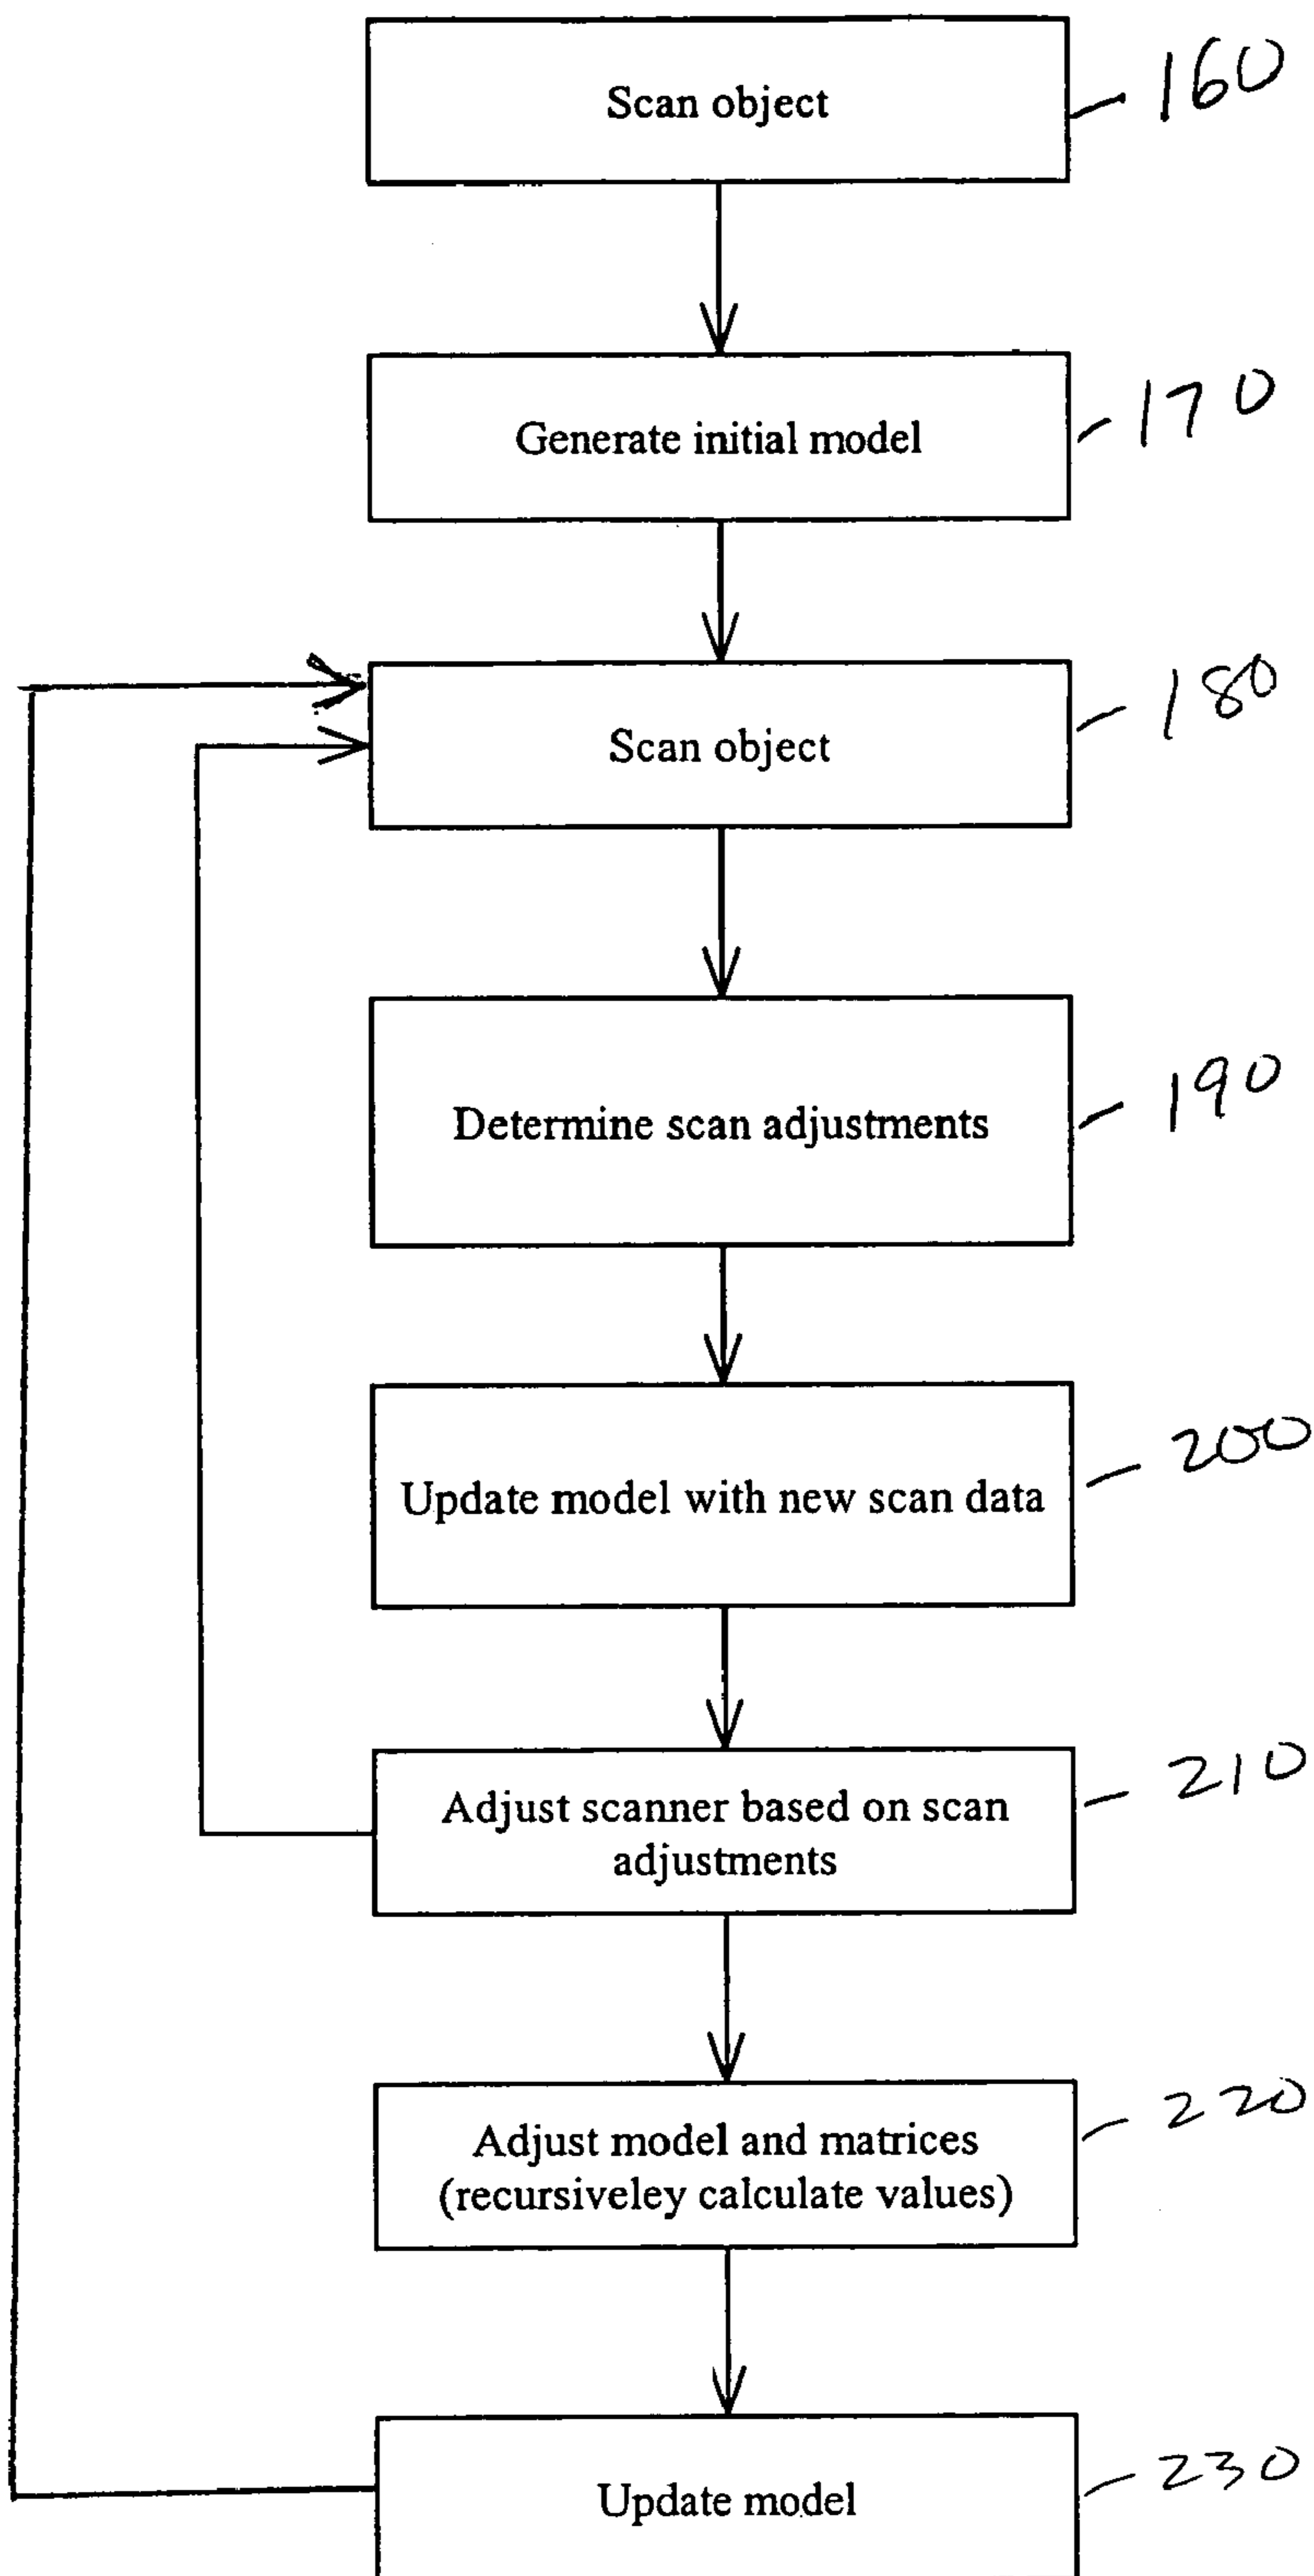 Scan object
160
Generate initial model
170
Scan object
180
Determine scan adjustments
190
Update model with new scan data
200
Adjust scanner based on scan
adjustments
210
Adjust model and matrices
(recursiveley calculate values)
220
Update model
230